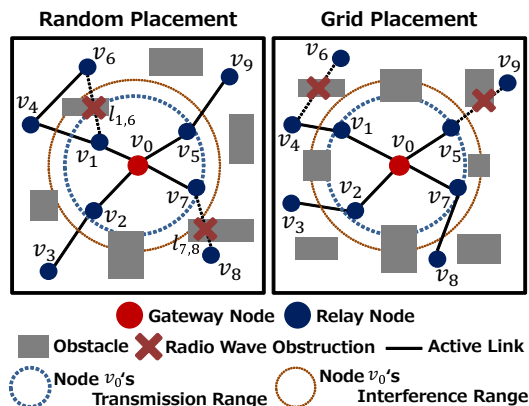 Random Placement
Grid Placement
v6
v9
v4
l1,6
v1
v0
v5
v7
v2
v3
l7,8
v8
v6
v9
v4
v1
v0
v5
v2
v7
v3
v8
Gateway Node
Relay Node
Obstacle
Radio Wave Obstruction
Active Link
Node v0's Transmission Range
Node v0's Interference Range